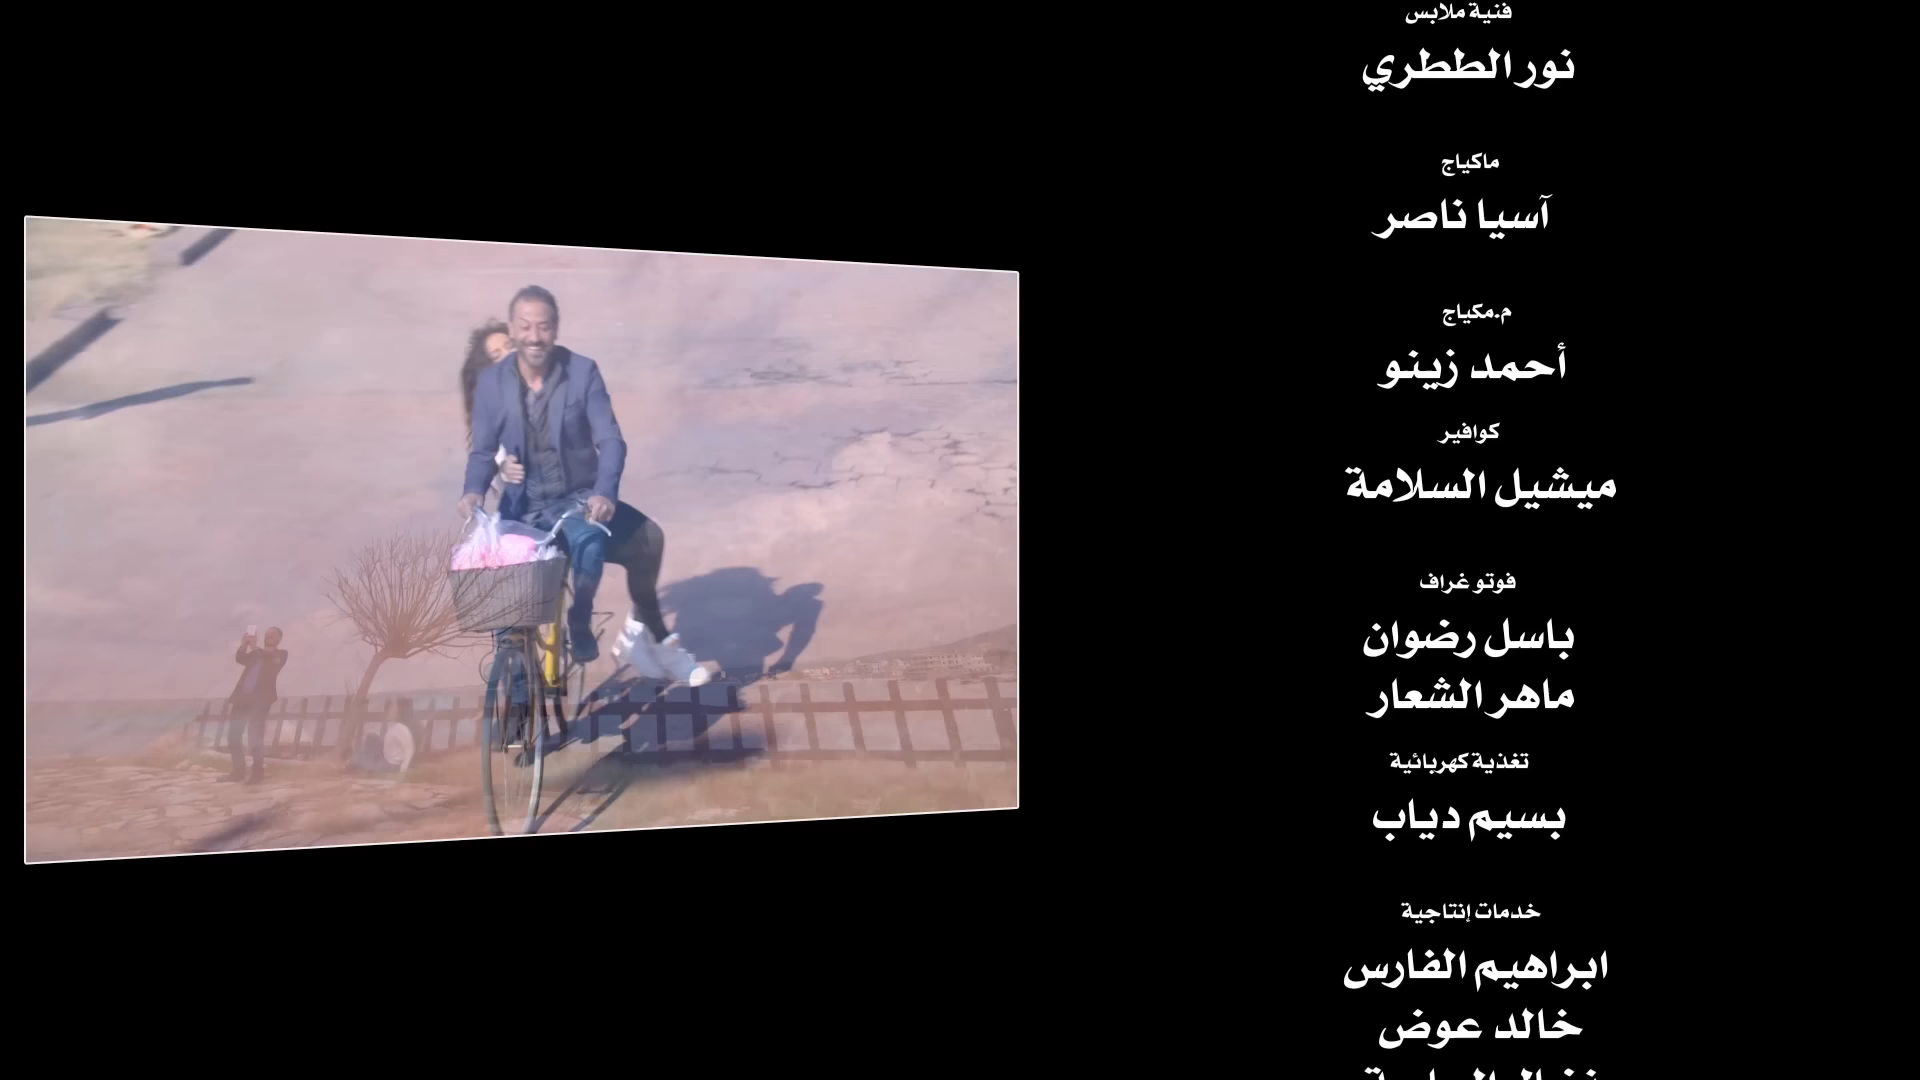 فنية ملابس
نور الططري
ماكياج
آسيا ناصر
م.مكياج
أحمد زينو
كوافير
ميشيل السلامة
فوتو غراف
باسل رضوان
ماهر الشعار
تغذية كهربائية
بسيم دياب
خدمات إنتاجية
ابراهيم الفارس
خالد عوض